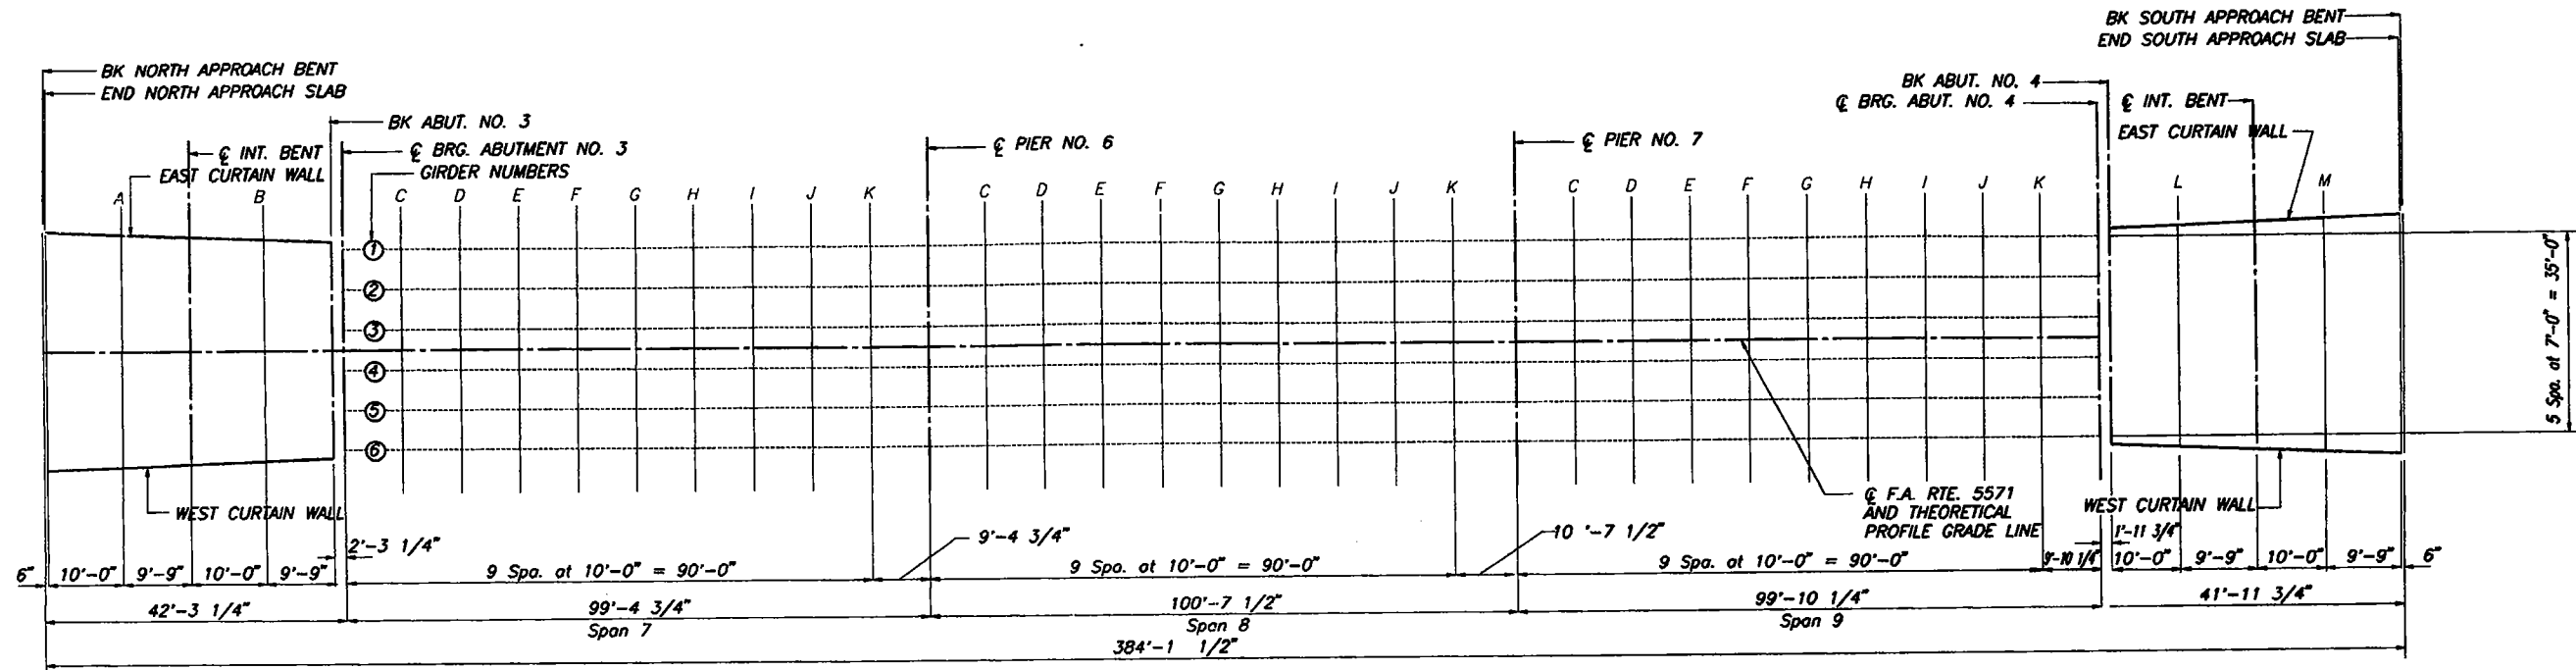 BK SOUTH APPROACH BENT
END SOUTH APPROACH SLAB
BK NORTH APPROACH BENT
END NORTH APPROACH SLAB
BK ABUT. NO. 4
℄ BRG. ABUT. NO. 4
℄ INT. BENT
EAST CURTAIN WALL
BK ABUT. NO. 3
℄ INT. BENT
℄ BRG. ABUTMENT NO. 3
℄ PIER NO. 6
℄ PIER NO. 7
EAST CURTAIN WALL
GIRDER NUMBERS
A B C D E F G H I J K C D E F G H I J K C D E F G H I J K L M
1
2
3
4
5
6
5 Spa. at 7'-0" = 35'-0"
℄ F.A. RTE. 5571
AND THEORETICAL
PROFILE GRADE LINE
WEST CURTAIN WALL
WEST CURTAIN WALL
2'-3 1/4"
9'-4 3/4"
10 '-7 1/2"
1'-11 3/4"
6" 10'-0" 9'-9" 10'-0" 9'-9" 9 Spa. at 10'-0" = 90'-0" 9 Spa. at 10'-0" = 90'-0" 9 Spa. at 10'-0" = 90'-0" 9'-10 1/4" 10'-0" 9'-9" 10'-0" 9'-9" 6"
42'-3 1/4" 99'-4 3/4" 100'-7 1/2" 99'-10 1/4" 41'-11 3/4"
Span 7 Span 8 Span 9
384'-1 1/2"